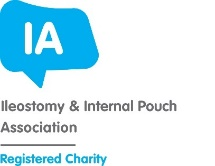 IA
Ileostomy & Internal Pouch
Association
Registered Charity